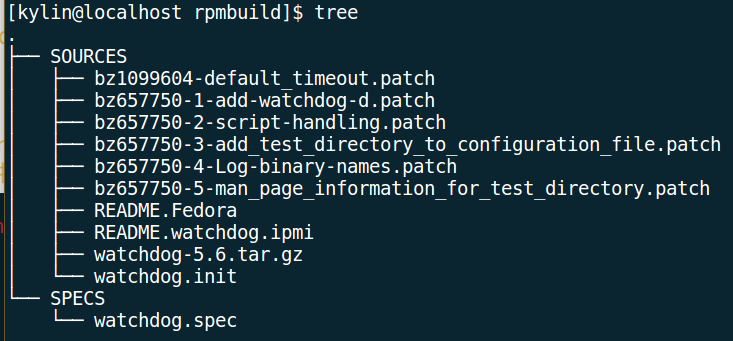 [kylin@localhost rpmbuild]$ tree
.
├── SOURCES
│   ├── bz1099604-default_timeout.patch
│   ├── bz657750-1-add-watchdog-d.patch
│   ├── bz657750-2-script-handling.patch
│   ├── bz657750-3-add_test_directory_to_configuration_file.patch
│   ├── bz657750-4-Log-binary-names.patch
│   ├── bz657750-5-man_page_information_for_test_directory.patch
│   ├── README.Fedora
│   ├── README.watchdog.ipmi
│   ├── watchdog-5.6.tar.gz
│   └── watchdog.init
└── SPECS
    └── watchdog.spec